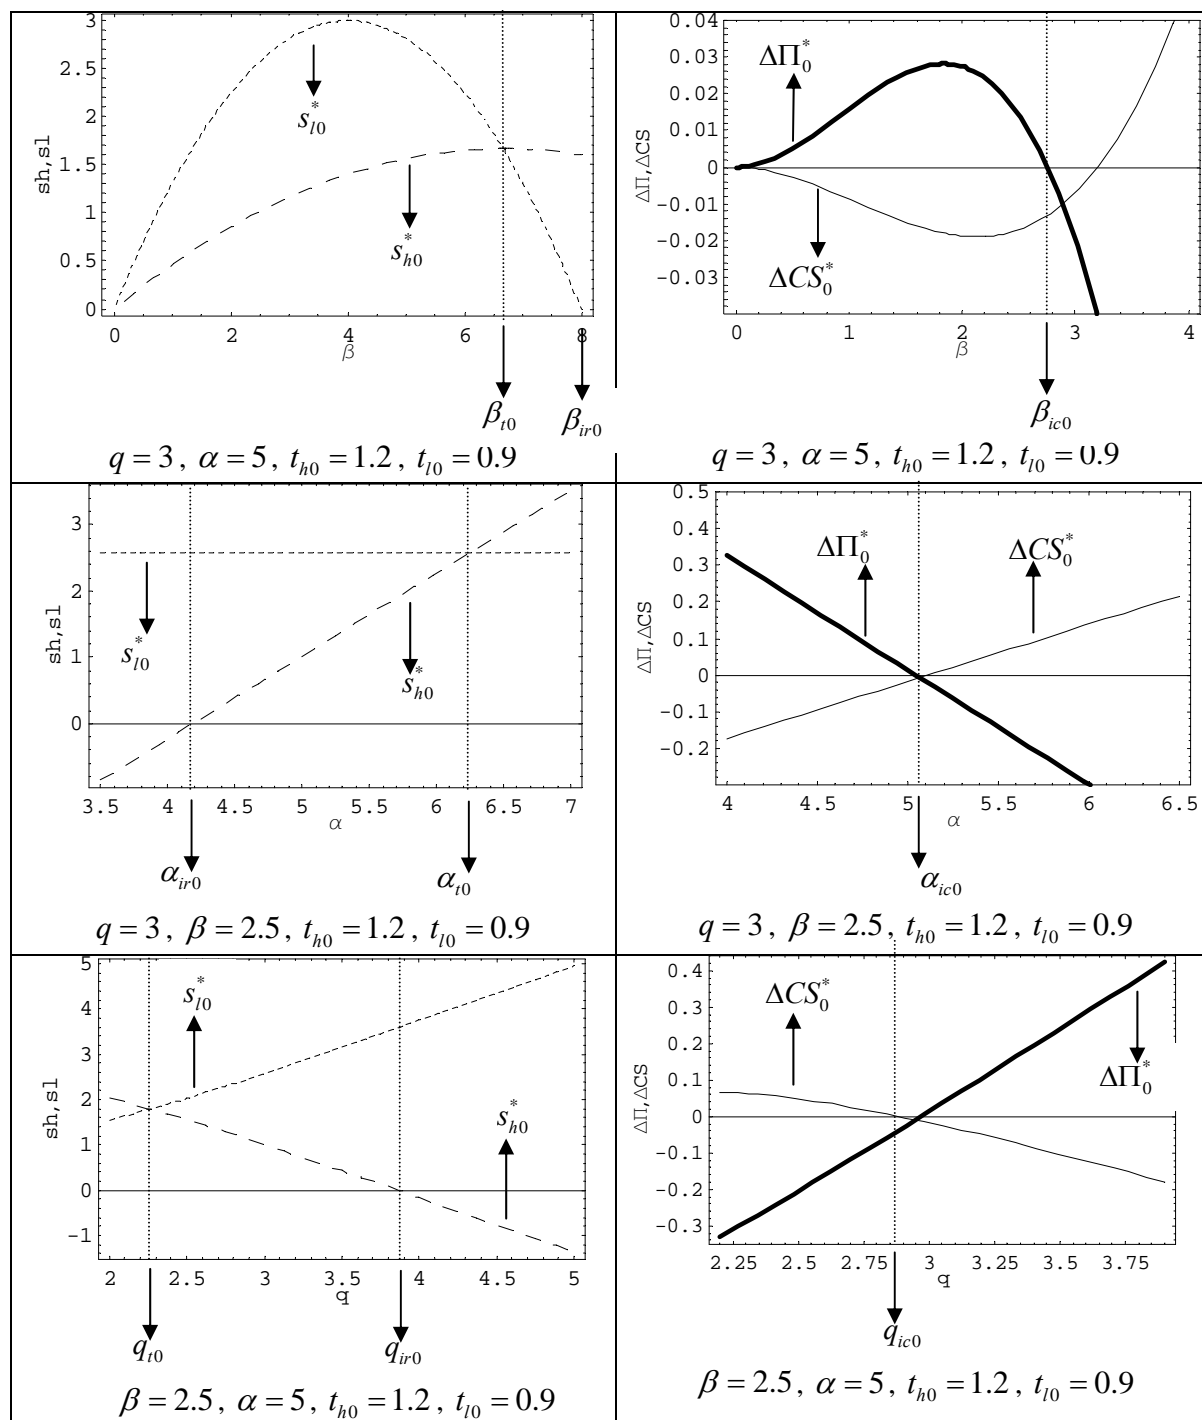 3
2.5
2
1.5
1
0.5
0
sh,sl
s*l0
s*h0
0 2 4 6 8
β
βt0 βir0
q = 3, α = 5, th0 = 1.2, tl0 = 0.9
0.04
0.03
0.02
0.01
0
-0.01
-0.02
-0.03
ΔΠ,ΔCS
ΔΠ*0
ΔCS*0
0 1 2 3 4
β
βic0
q = 3, α = 5, th0 = 1.2, tl0 = 0.9
3
2
1
0
sh,sl
s*l0
s*h0
3.5 4 4.5 5 5.5 6 6.5 7
α
αir0 αt0
q = 3, β = 2.5, th0 = 1.2, tl0 = 0.9
0.5
0.4
0.3
0.2
0.1
0
-0.1
-0.2
ΔΠ,ΔCS
ΔΠ*0 ΔCS*0
4 4.5 5 5.5 6 6.5
α
αic0
q = 3, β = 2.5, th0 = 1.2, tl0 = 0.9
5
4
3
2
1
0
-1
sh,sl
s*l0
s*h0
2 2.5 3 3.5 4 4.5 5
q
qt0 qir0
β = 2.5, α = 5, th0 = 1.2, tl0 = 0.9
0.4
0.3
0.2
0.1
0
-0.1
-0.2
-0.3
ΔΠ,ΔCS
ΔCS*0
ΔΠ*0
2.25 2.5 2.75 3 3.25 3.5 3.75
q
qic0
β = 2.5, α = 5, th0 = 1.2, tl0 = 0.9